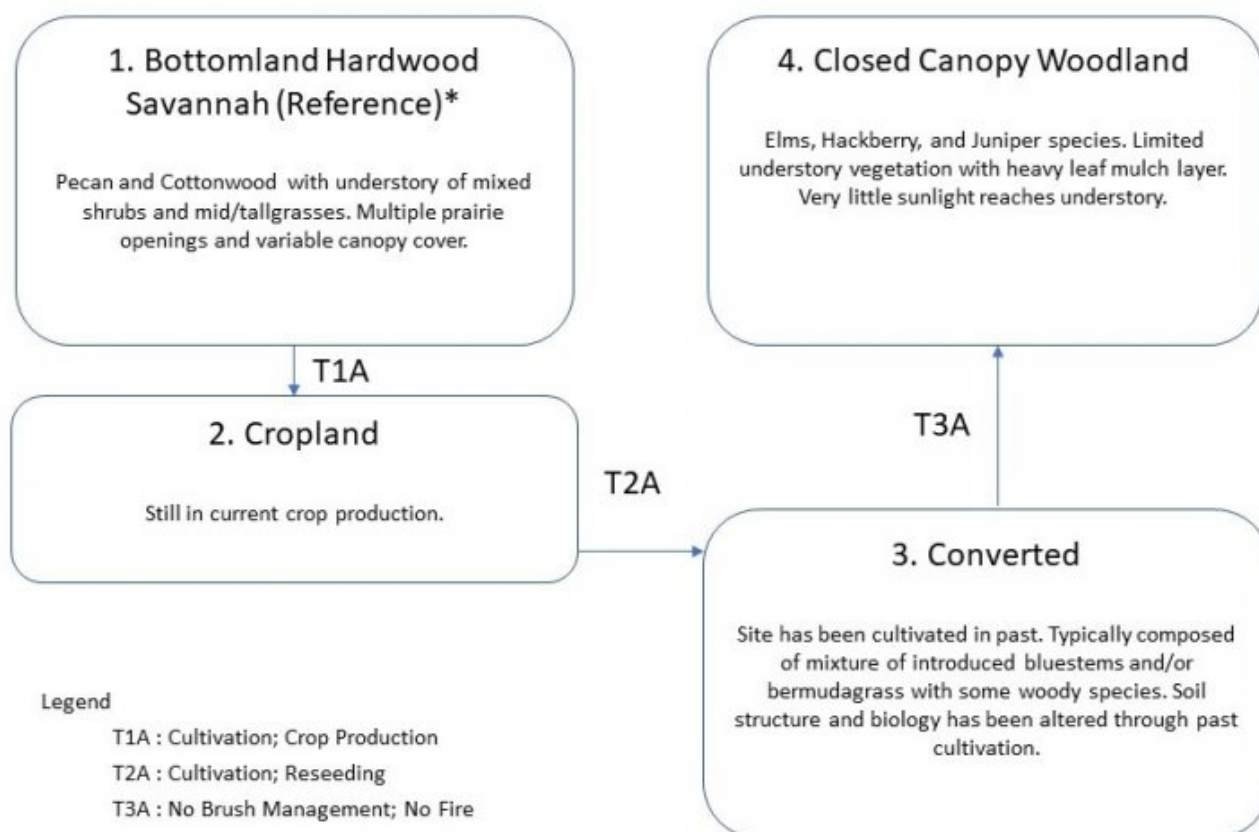 1. Bottomland Hardwood
Savannah (Reference)*
Pecan and Cottonwood with understory of mixed
shrubs and mid/tallgrasses. Multiple prairie
openings and variable canopy cover.
T1A
2. Cropland
Still in current crop production.
T2A
3. Converted
Site has been cultivated in past. Typically composed
of mixture of introduced bluestems and/or
bermudagrass with some woody species. Soil
structure and biology has been altered through past
cultivation.
T3A
4. Closed Canopy Woodland
Elms, Hackberry, and Juniper species. Limited
understory vegetation with heavy leaf mulch layer.
Very little sunlight reaches understory.
Legend
T1A : Cultivation; Crop Production
T2A : Cultivation; Reseeding
T3A : No Brush Management; No Fire